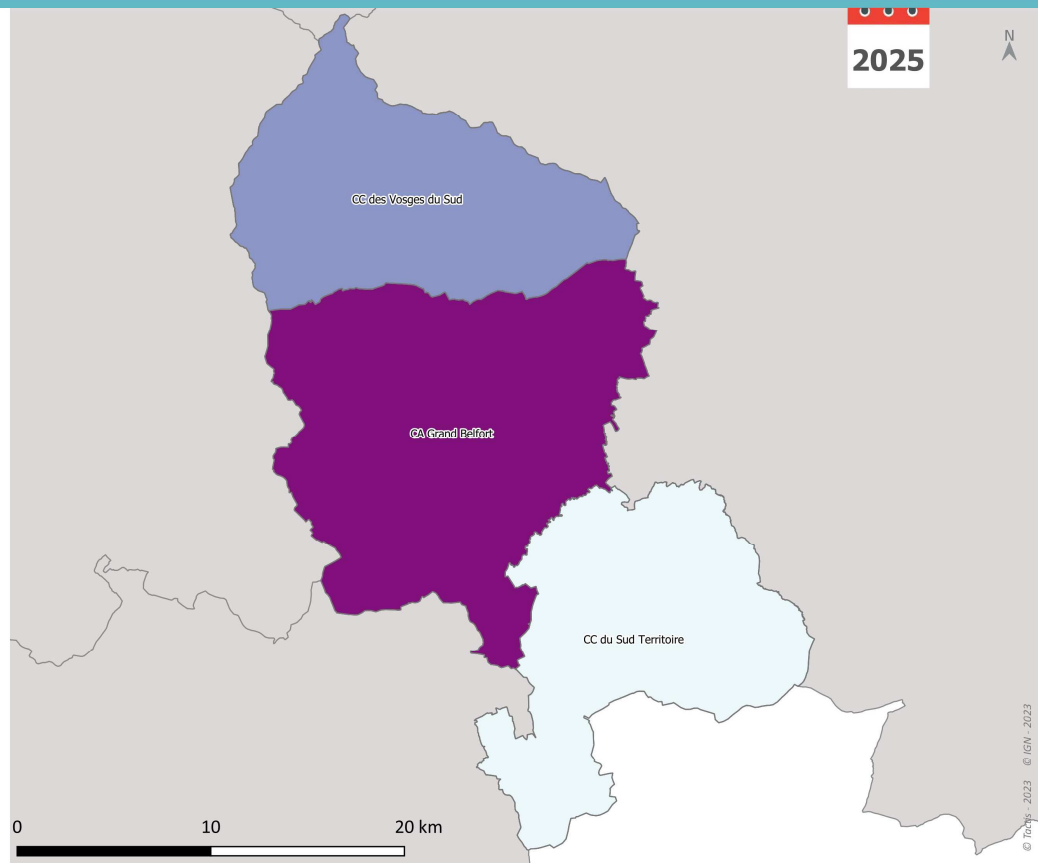 2025
N
CC des Vosges du Sud
CA Grand Belfort
CC du Sud Territoire
0 10 20 km
© Tactis - 2023 © IGN - 2023